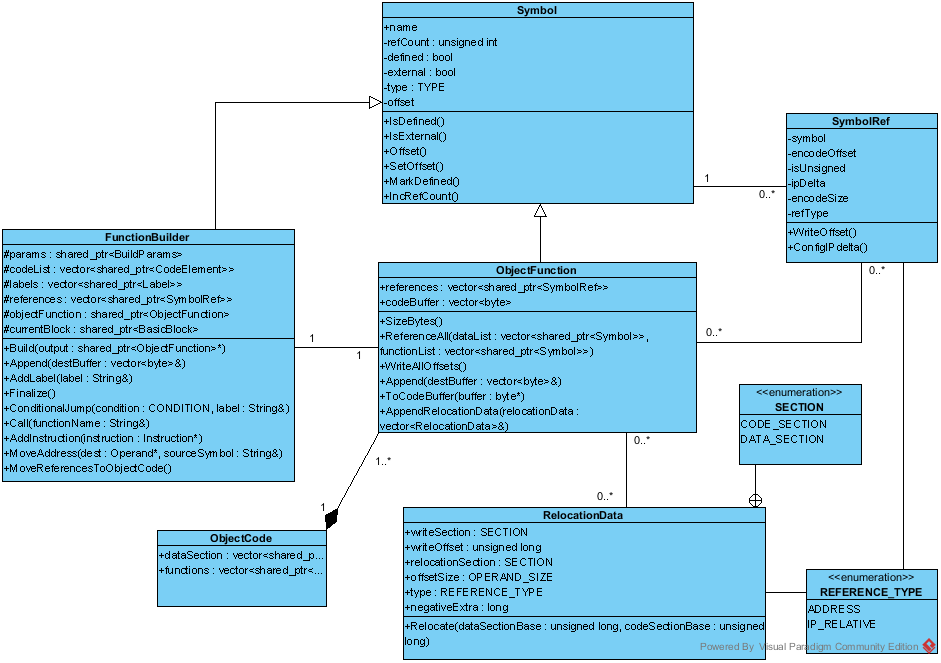 Symbol
+name
-refCount : unsigned int
-defined : bool
-external : bool
-type : TYPE
-offset
+IsDefined()
+IsExternal()
+Offset()
+SetOffset()
+MarkDefined()
+IncRefCount()
SymbolRef
-symbol
-encodeOffset
-isUnsigned
-ipDelta
-encodeSize
-refType
+WriteOffset()
+ConfigIPdelta()
1
0..*
0..*
FunctionBuilder
#params : shared_ptr<BuildParams>
#codeList : vector<shared_ptr<CodeElement>>
#labels : vector<shared_ptr<Label>>
#references : vector<shared_ptr<SymbolRef>>
#objectFunction : shared_ptr<ObjectFunction>
#currentBlock : shared_ptr<BasicBlock>
+Build(output : shared_ptr<ObjectFunction>*)
+Append(destBuffer : vector<byte>&)
+AddLabel(label : String&)
+Finalize()
+ConditionalJump(condition : CONDITION, label : String&)
+Call(functionName : String&)
+AddInstruction(instruction : Instruction*)
+MoveAddress(dest : Operand*, sourceSymbol : String&)
+MoveReferencesToObjectCode()
1
1
ObjectFunction
+references : vector<shared_ptr<SymbolRef>>
+codeBuffer : vector<byte>
+SizeBytes()
+ReferenceAll(dataList : vector<shared_ptr<Symbol>>,
functionList : vector<shared_ptr<Symbol>>)
+WriteAllOffsets()
+Append(destBuffer : vector<byte>&)
+ToCodeBuffer(buffer : byte*)
+AppendRelocationData(relocationData :
vector<RelocationData>&)
0..*
0..*
0..*
1..*
1
<<enumeration>>
SECTION
CODE_SECTION
DATA_SECTION
ObjectCode
+dataSection : vector<shared_p...
+functions : vector<shared_ptr<...
RelocationData
+writeSection : SECTION
+writeOffset : unsigned long
+relocationSection : SECTION
+offsetSize : OPERAND_SIZE
+type : REFERENCE_TYPE
+negativeExtra : long
+Relocate(dataSectionBase : unsigned long, codeSectionBase : unsigned
long)
<<enumeration>>
REFERENCE_TYPE
ADDRESS
IP_RELATIVE
Powered By Visual Paradigm Community Edition